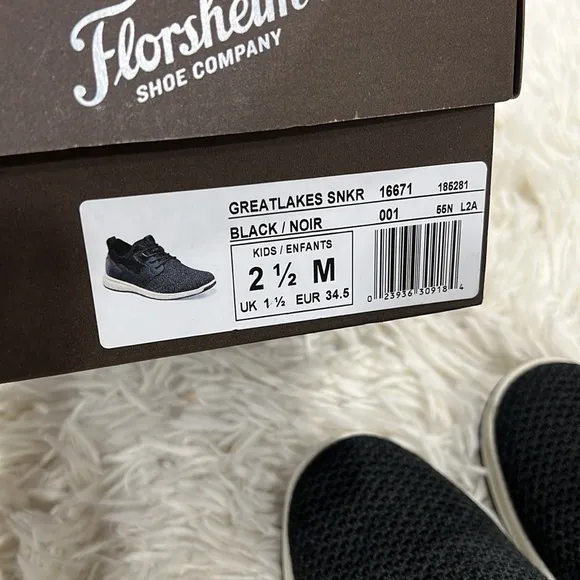 Florsheim
SHOE COMPANY
GREATLAKES SNKR 16671 185281
BLACK / NOIR 001 55N L2A
KIDS / ENFANTS
2 ½ M
UK 1 ½ EUR 34.5
0 23936 30918 4